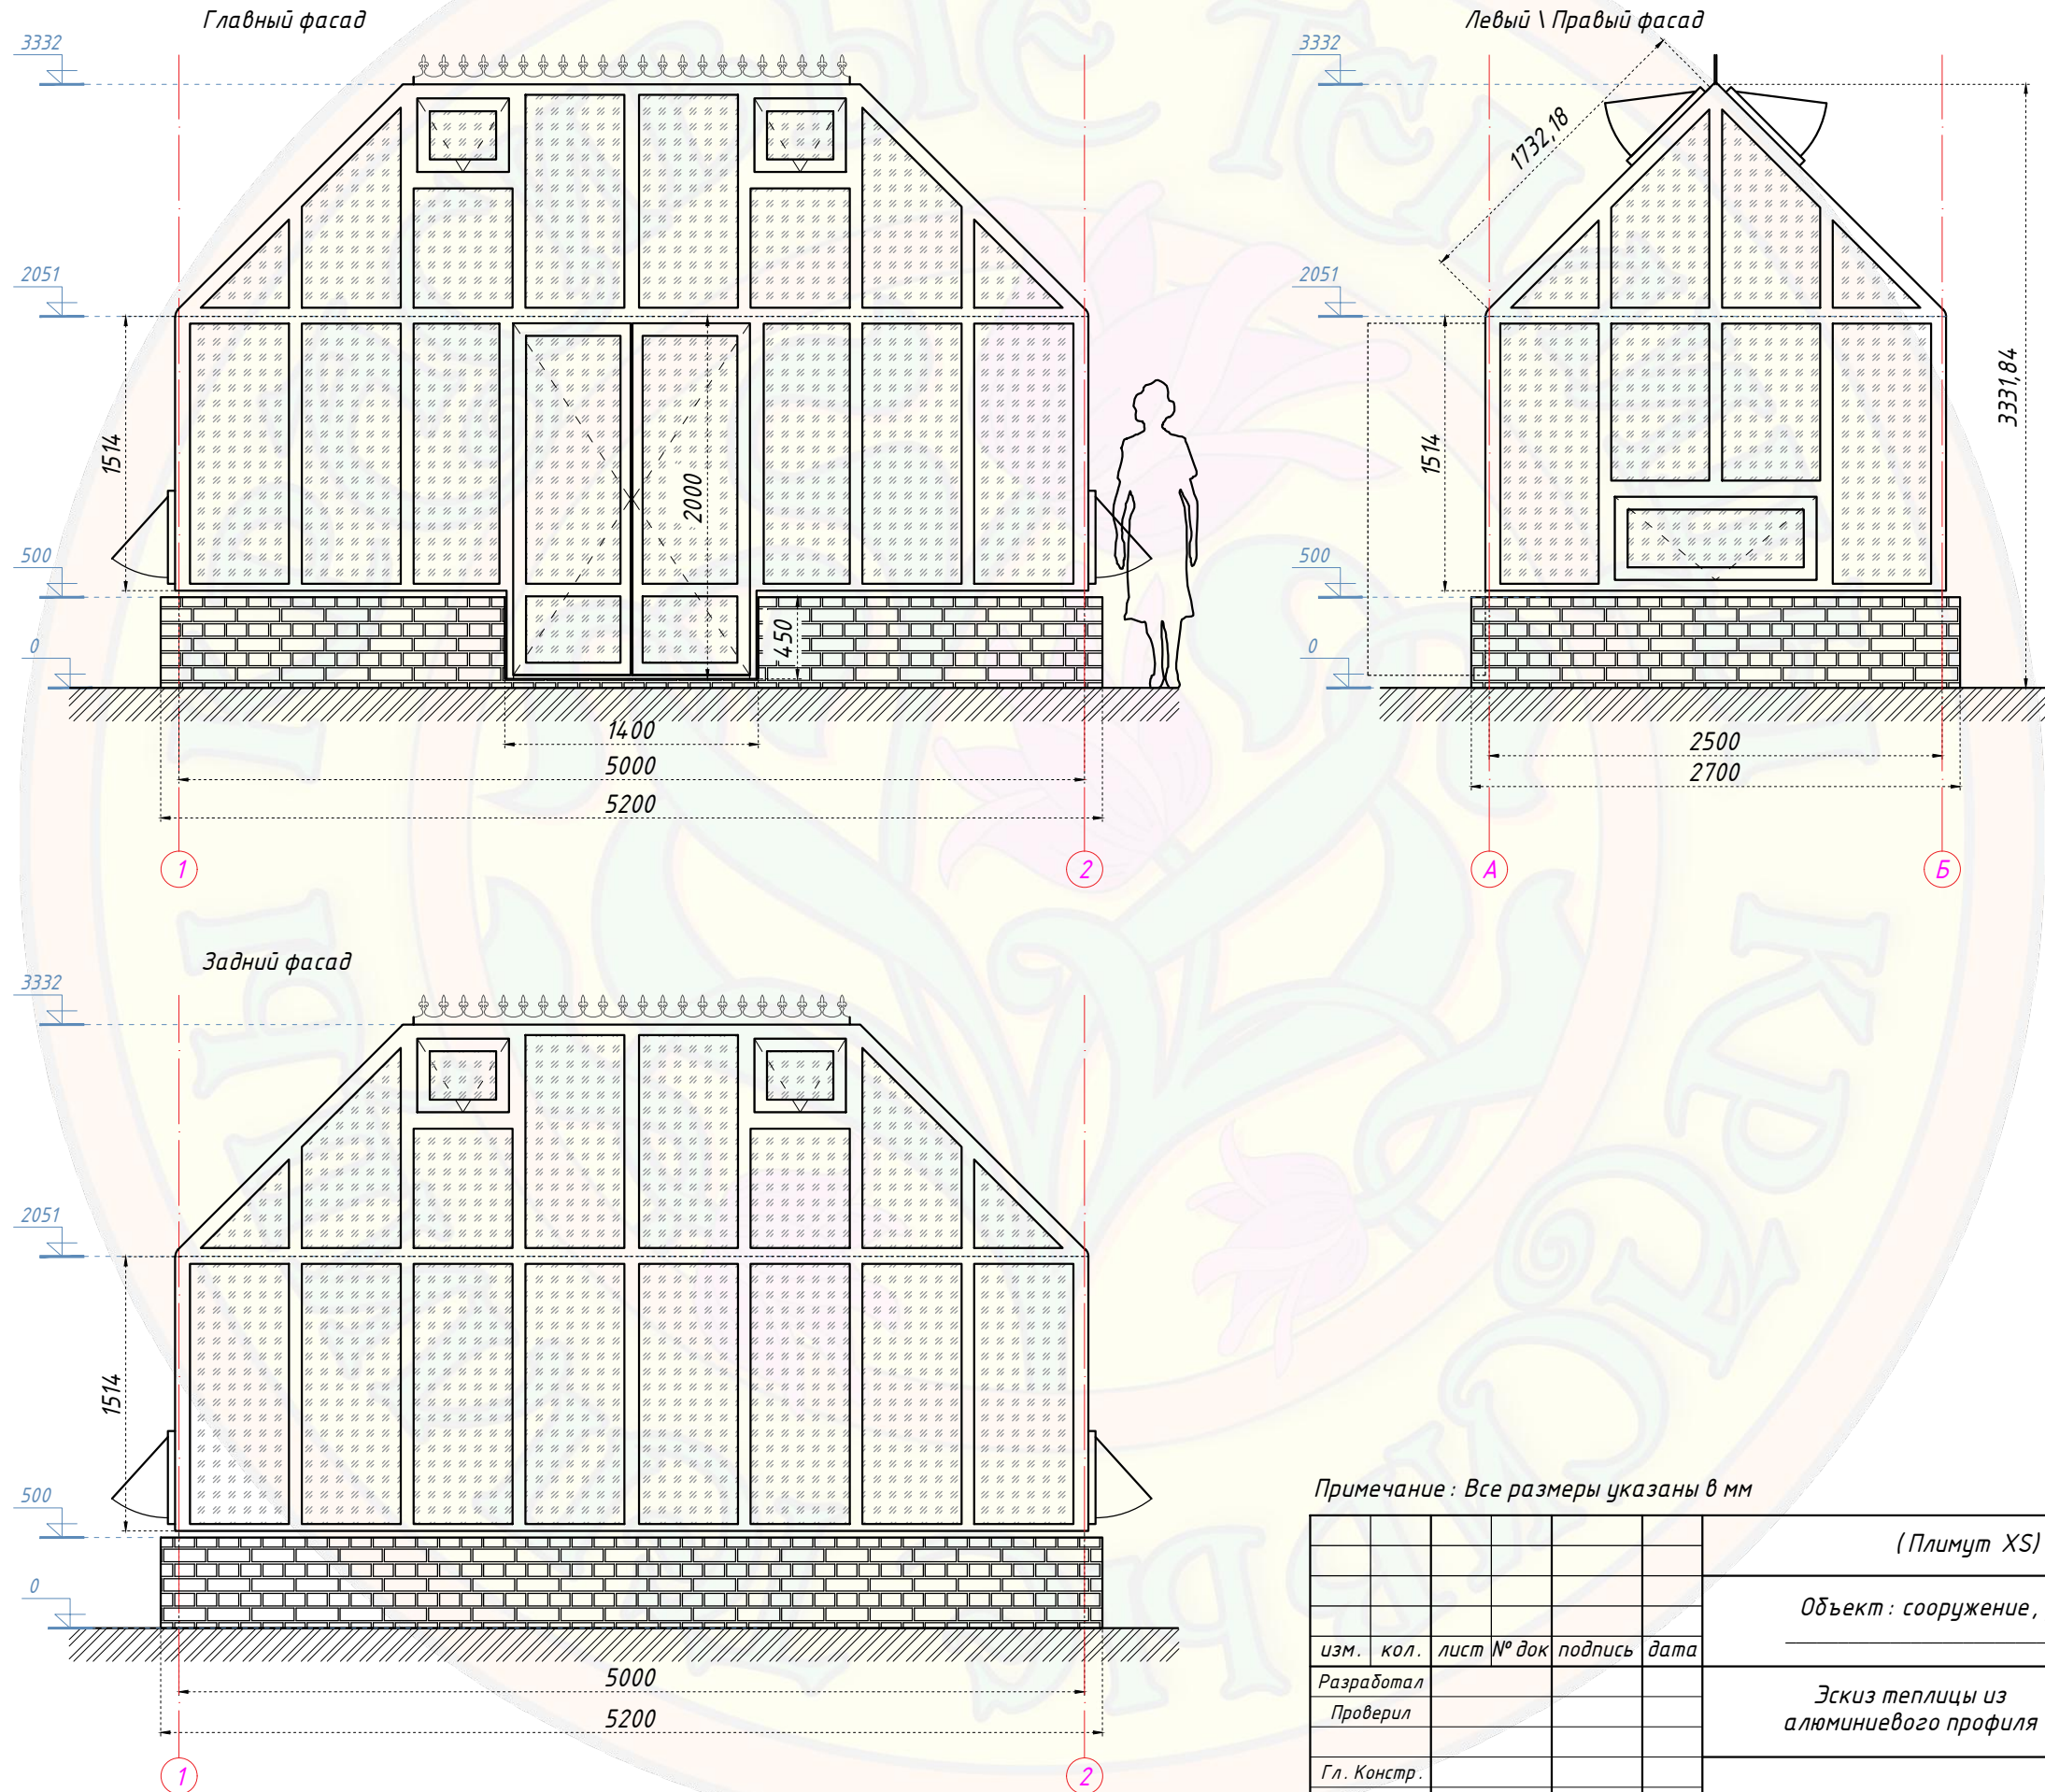 Главный фасад
3332
2051
1514
500
0
2000
450
1400
5000
5200
1
2
Левый \ Правый фасад
3332
1732,18
2051
3331,84
1514
500
0
2500
2700
А
Б
Задний фасад
3332
2051
1514
500
0
5000
5200
1
2
Примечание : Все размеры указаны в мм
(Плимут XS)
Объект : сооружение,
изм. кол. лист № док подпись дата
Разработал
Проверил
Эскиз теплицы из
алюминиевого профиля
Гл. Констр.